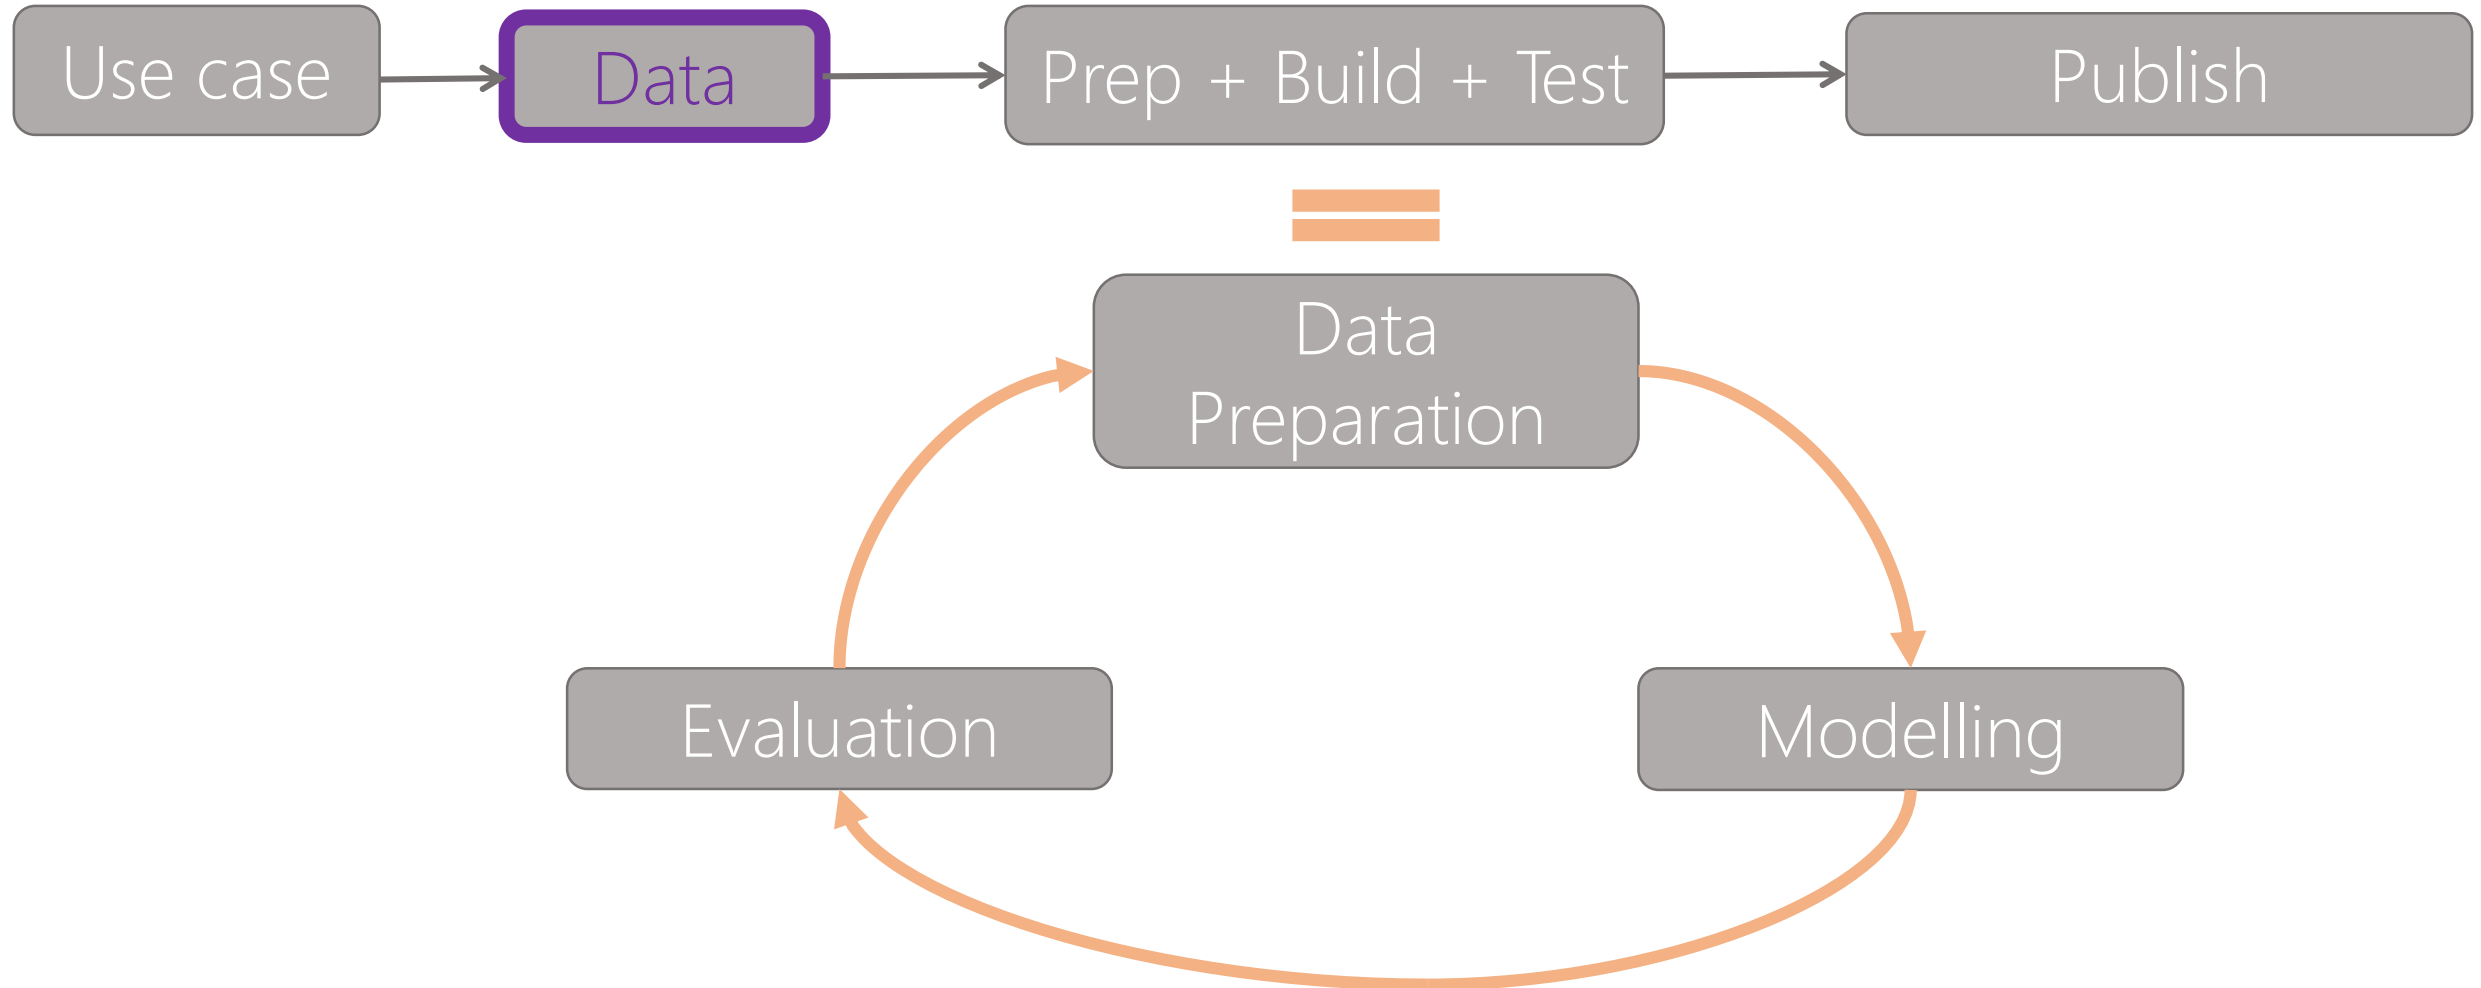 Use case
Data
Prep + Build + Test
Publish
Data
Preparation
Evaluation
Modelling